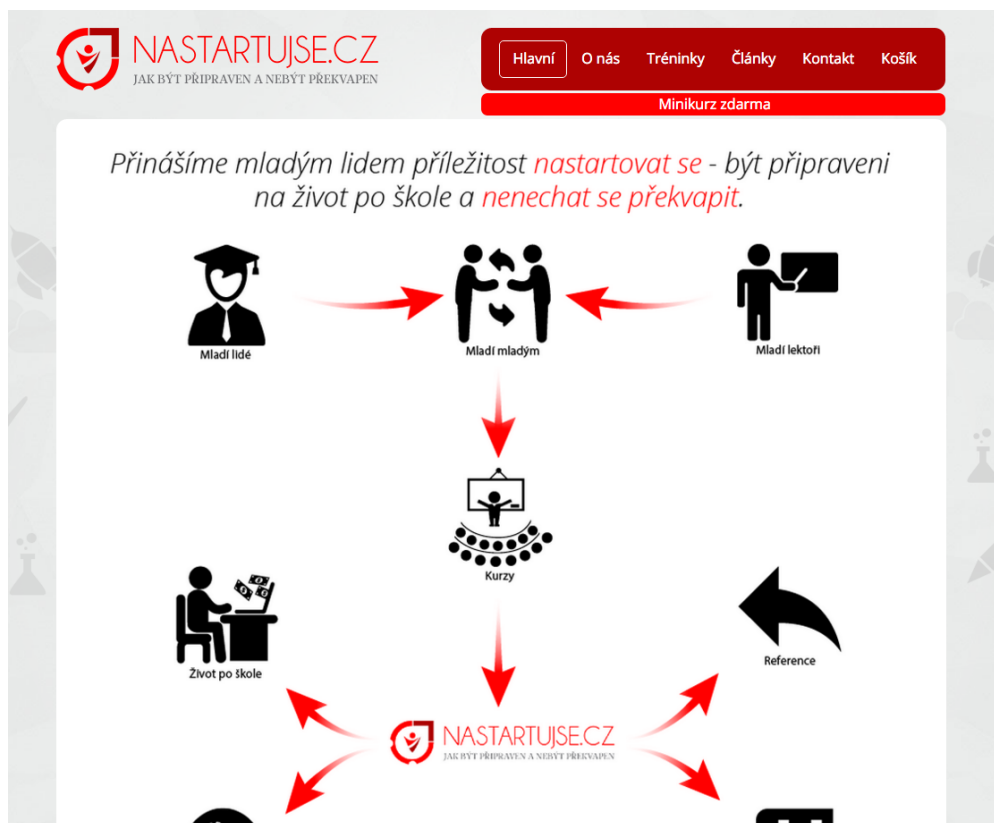 NASTARTUJSE.CZ
JAK BÝT PŘIPRAVEN A NEBÝT PŘEKVAPEN
Hlavní O nás Tréninky Články Kontakt Košík
Minikurz zdarma
Přinášíme mladým lidem příležitost nastartovat se - být připraveni
na život po škole a nenechat se překvapit.
Mladí lidé
Mladí mladým
Mladí lektoři
Kurzy
Život po škole
Reference
NASTARTUJSE.CZ
JAK BÝT PŘIPRAVEN A NEBÝT PŘEKVAPEN